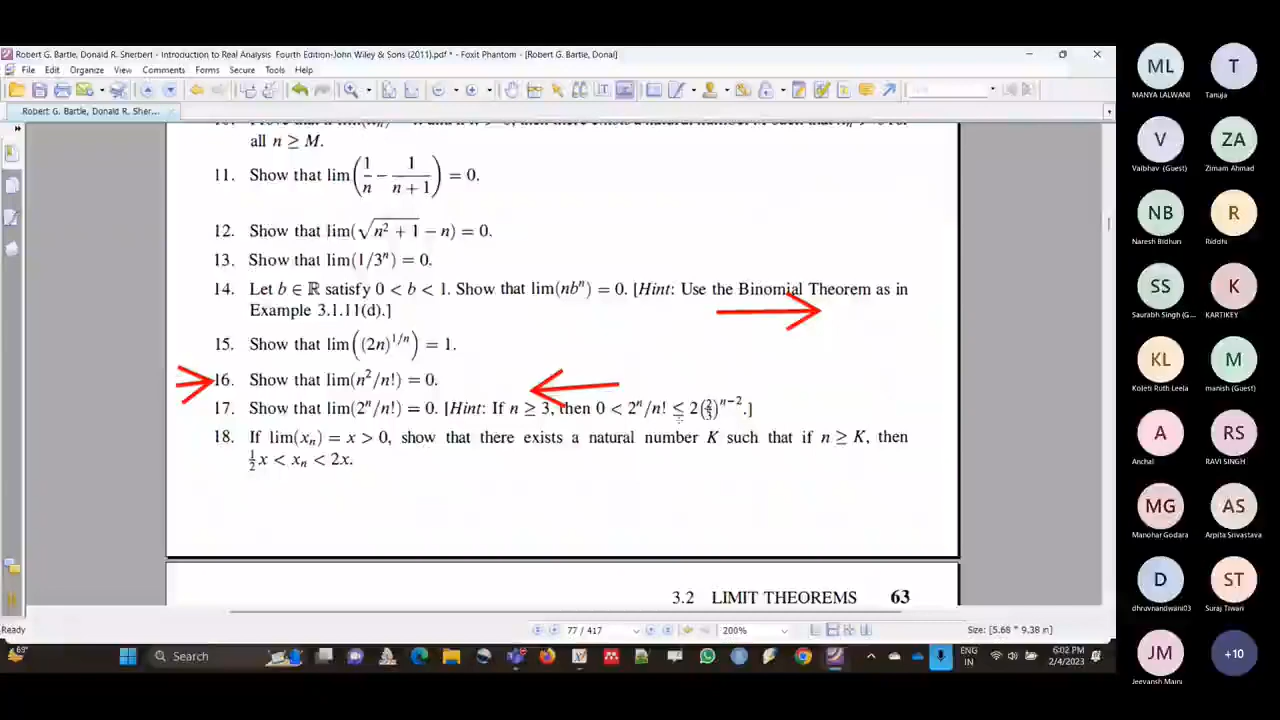 Robert G. Bartle, Donald R. Sherbert - Introduction to Real Analysis Fourth Edition-John Wiley & Sons (2011).pdf * - Foxit Phantom - [Robert G. Bartle, Donal]
File Edit Organize View Comments Forms Secure Tools Help
Robert G. Bartle, Donald R. Sher...
all n ≥ M.
11. Show that lim(1/n − 1/(n + 1)) = 0.
12. Show that lim(√(n² + 1) − n) = 0.
13. Show that lim(1/3ⁿ) = 0.
14. Let b ∈ ℝ satisfy 0 < b < 1. Show that lim(nbⁿ) = 0. [Hint: Use the Binomial Theorem as in
Example 3.1.11(d).]
15. Show that lim((2n)^{1/n}) = 1.
16. Show that lim(n²/n!) = 0.
17. Show that lim(2ⁿ/n!) = 0. [Hint: If n ≥ 3, then 0 < 2ⁿ/n! ≤ 2(2/3)^{n−2}.]
18. If lim(xₙ) = x > 0, show that there exists a natural number K such that if n ≥ K, then
½x < xₙ < 2x.
3.2 LIMIT THEOREMS 63
Ready
77 / 417
200%
Size: [5.68 * 9.38 in]
69°
Search
ENG
IN
6:02 PM
2/4/2023
ML
MANYA LALWANI
T
Tanuja
V
Vaibhav (Guest)
ZA
Zimam Ahmad
NB
Naresh Bidhuri
R
Riddhi
SS
Saurabh Singh (G...
K
KARTIKEY
KL
Koleti Ruth Leela
M
manish (Guest)
A
Anchal
RS
RAVI SINGH
MG
Manohar Godara
AS
Arpita Srivastava
D
dhruvnandwani03
ST
Suraj Tiwari
JM
Jeevansh Maini
+10